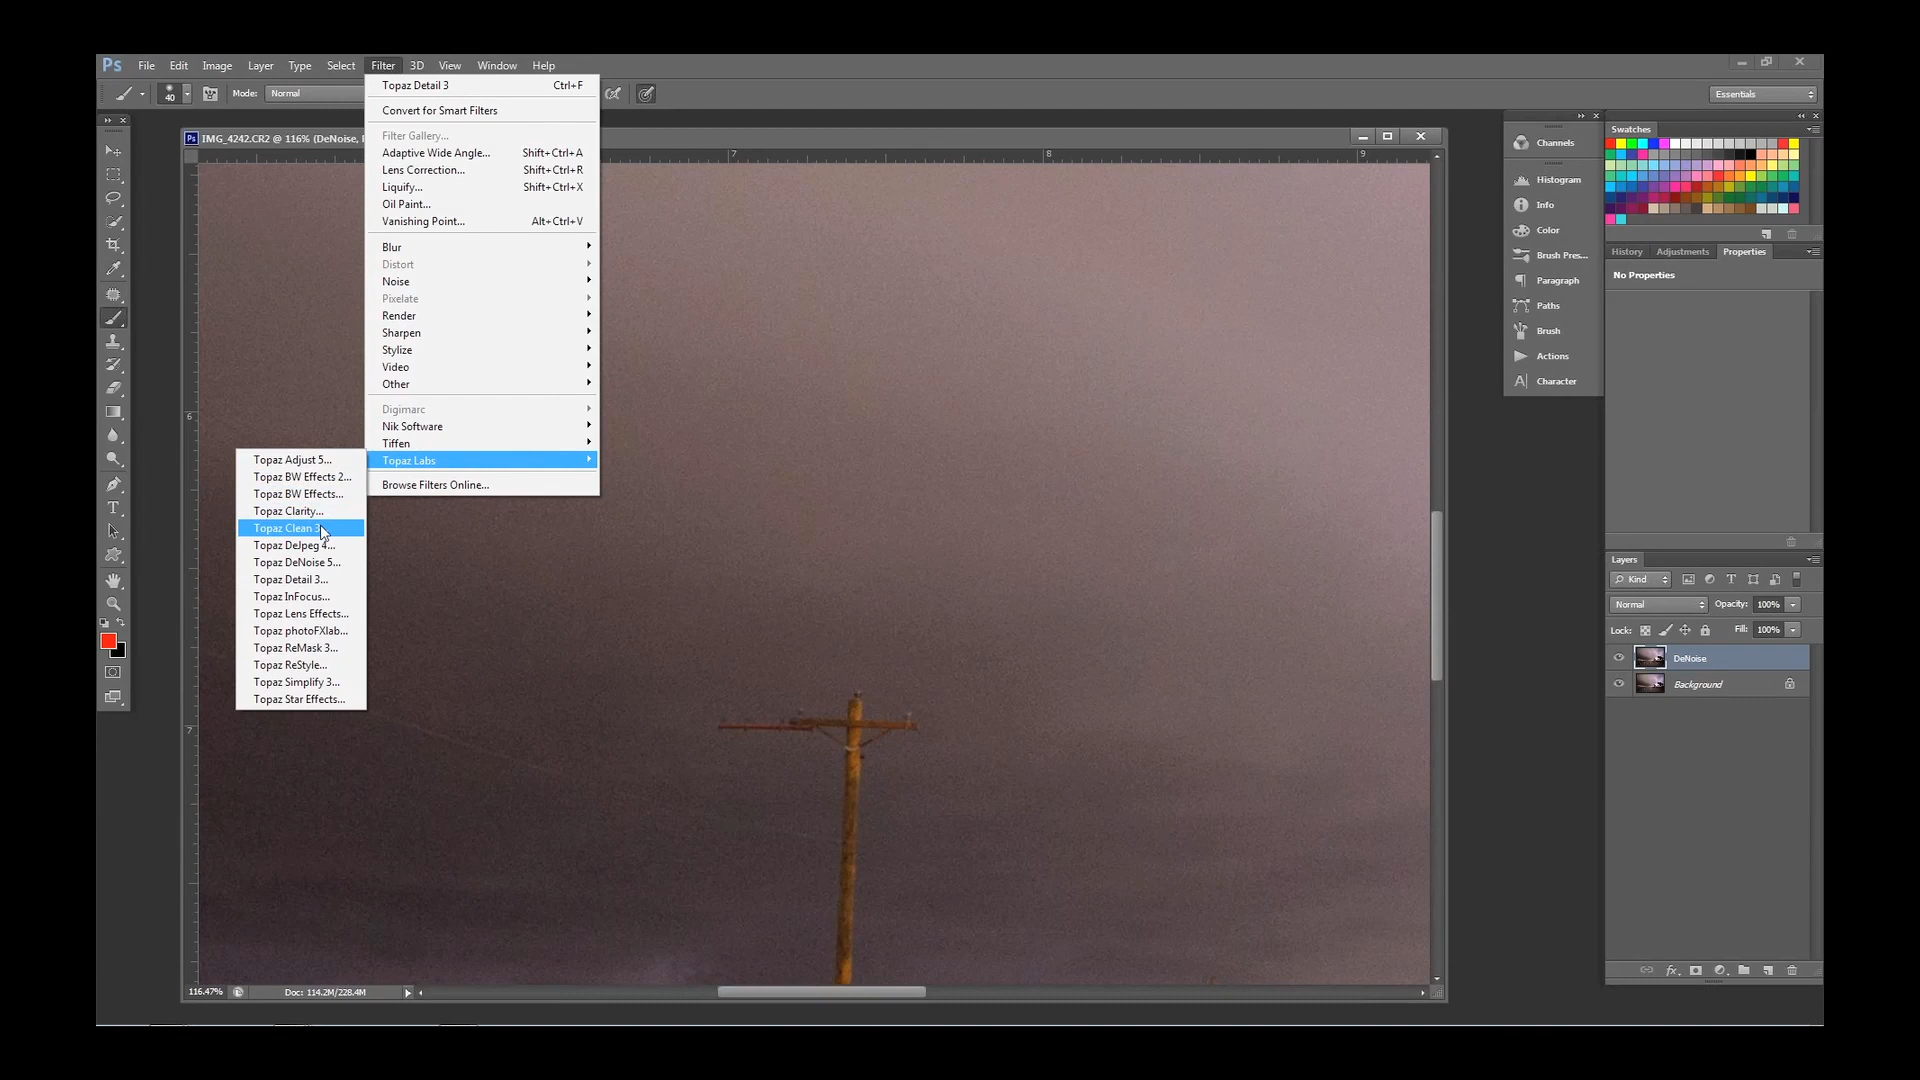 Ps File Edit Image Layer Type Select Filter 3D View Window Help
40 Mode: Normal
Essentials
IMG_4242.CR2 @ 116% (DeNoise,
Topaz Detail 3 Ctrl+F
Convert for Smart Filters
Filter Gallery...
Adaptive Wide Angle... Shift+Ctrl+A
Lens Correction... Shift+Ctrl+R
Liquify... Shift+Ctrl+X
Oil Paint...
Vanishing Point... Alt+Ctrl+V
Blur
Distort
Noise
Pixelate
Render
Sharpen
Stylize
Video
Other
Digimarc
Nik Software
Tiffen
Topaz Labs
Browse Filters Online...
Topaz Adjust 5...
Topaz BW Effects 2...
Topaz BW Effects...
Topaz Clarity...
Topaz Clean 3
Topaz DeJpeg 4...
Topaz DeNoise 5...
Topaz Detail 3...
Topaz InFocus...
Topaz Lens Effects...
Topaz photoFXlab...
Topaz ReMask 3...
Topaz ReStyle...
Topaz Simplify 3...
Topaz Star Effects...
7 8 9
6
7
116.47% Doc: 114.2M/228.4M
Channels
Histogram
Info
Color
Brush Pres...
Paragraph
Paths
Brush
Actions
Character
Swatches
History Adjustments Properties
No Properties
Layers
Kind
Normal Opacity: 100%
Lock: Fill: 100%
DeNoise
Background